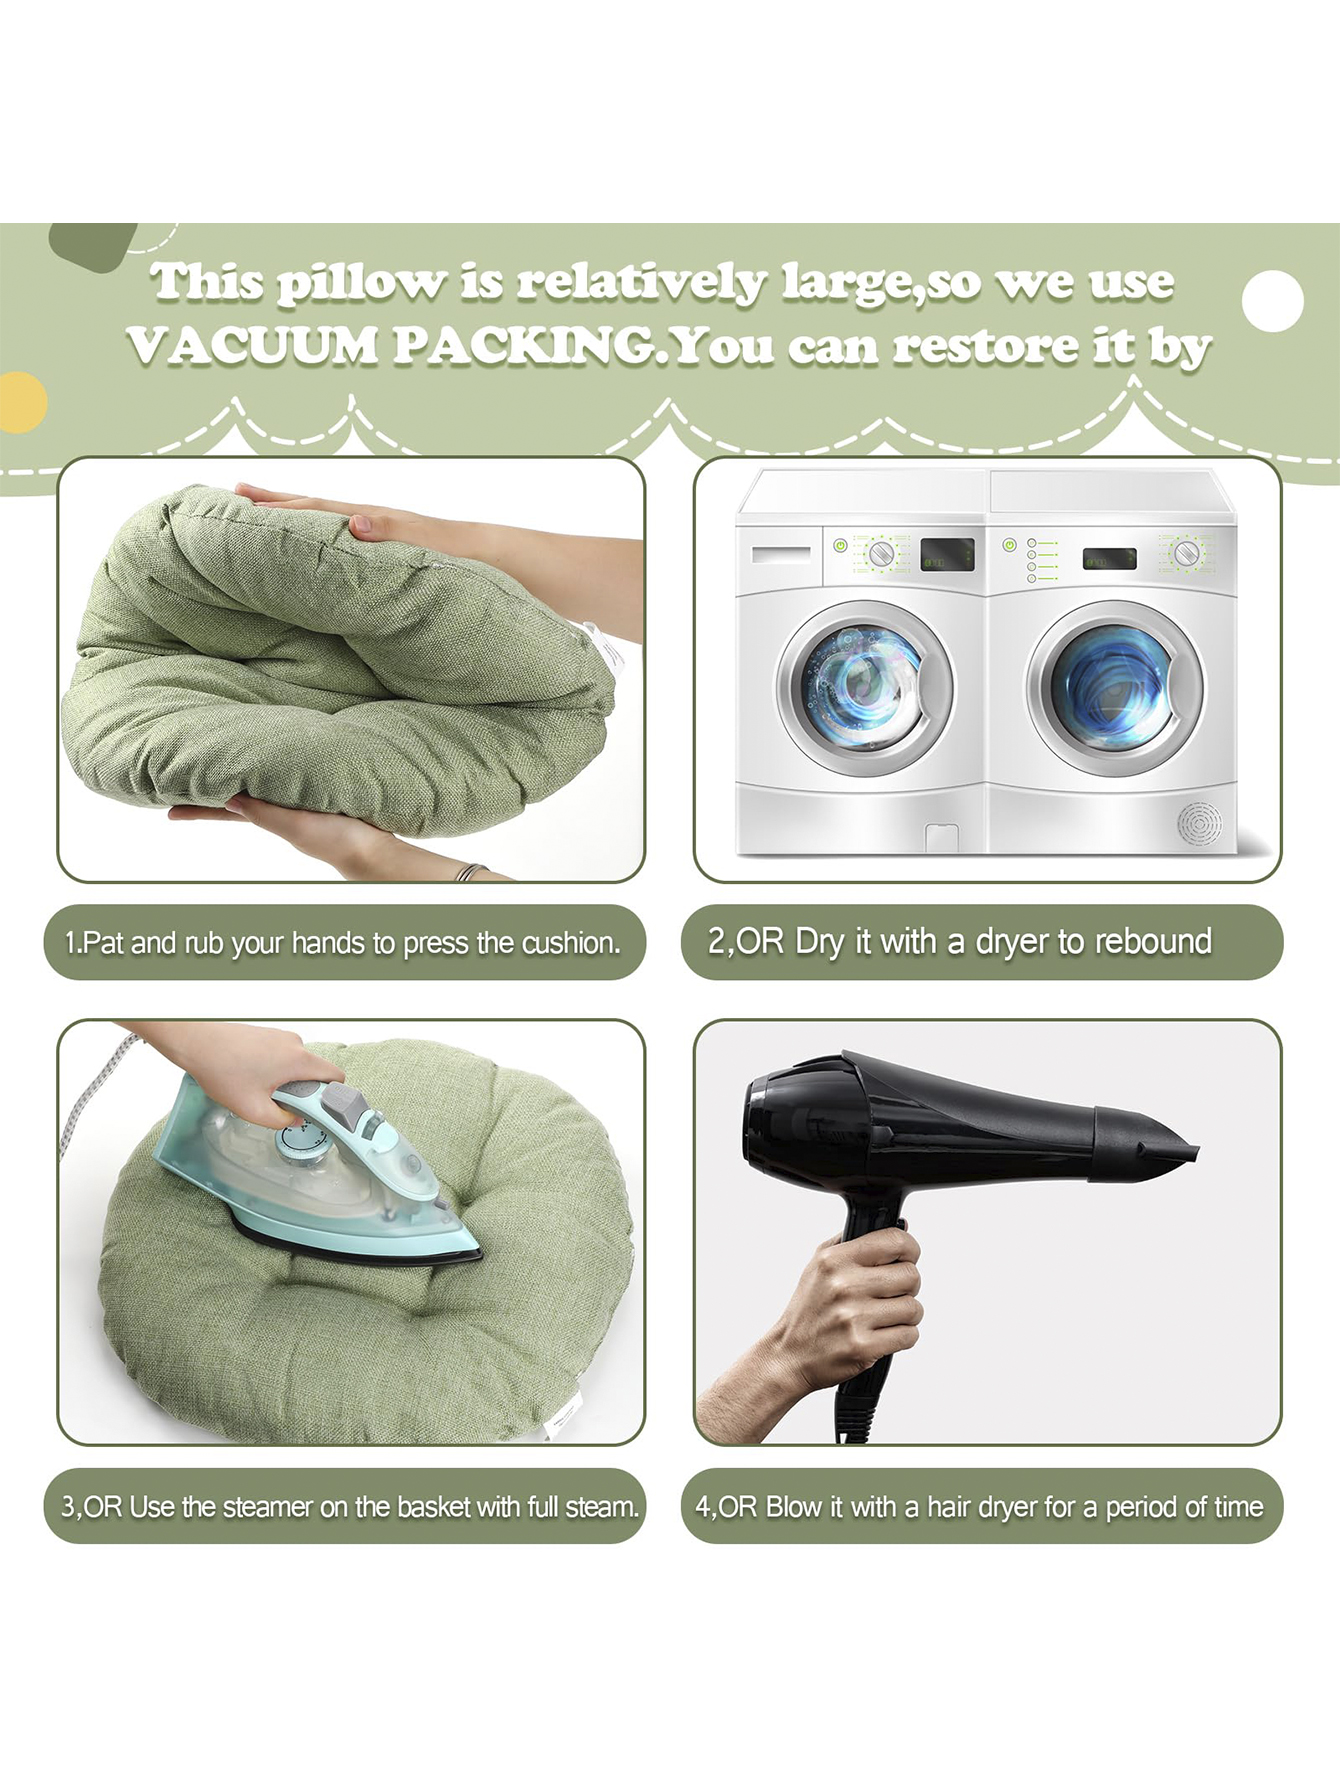 This pillow is relatively large,so we use
VACUUM PACKING.You can restore it by
1.Pat and rub your hands to press the cushion.
2,OR Dry it with a dryer to rebound
3,OR Use the steamer on the basket with full steam.
4,OR Blow it with a hair dryer for a period of time